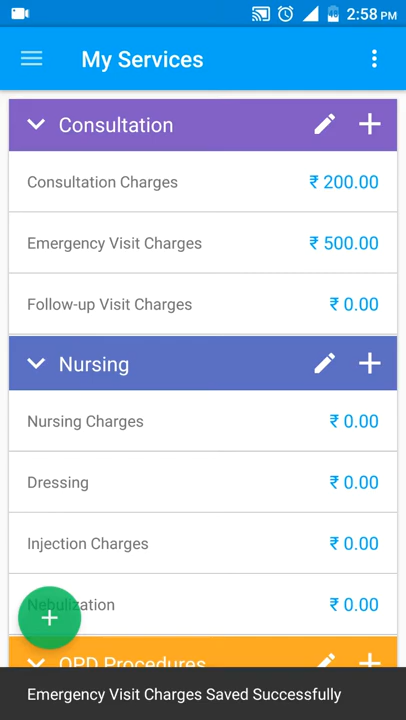 2:58 PM
My Services
Consultation
Consultation Charges ₹ 200.00
Emergency Visit Charges ₹ 500.00
Follow-up Visit Charges ₹ 0.00
Nursing
Nursing Charges ₹ 0.00
Dressing ₹ 0.00
Injection Charges ₹ 0.00
Nebulization ₹ 0.00
OPD Procedures
Emergency Visit Charges Saved Successfully